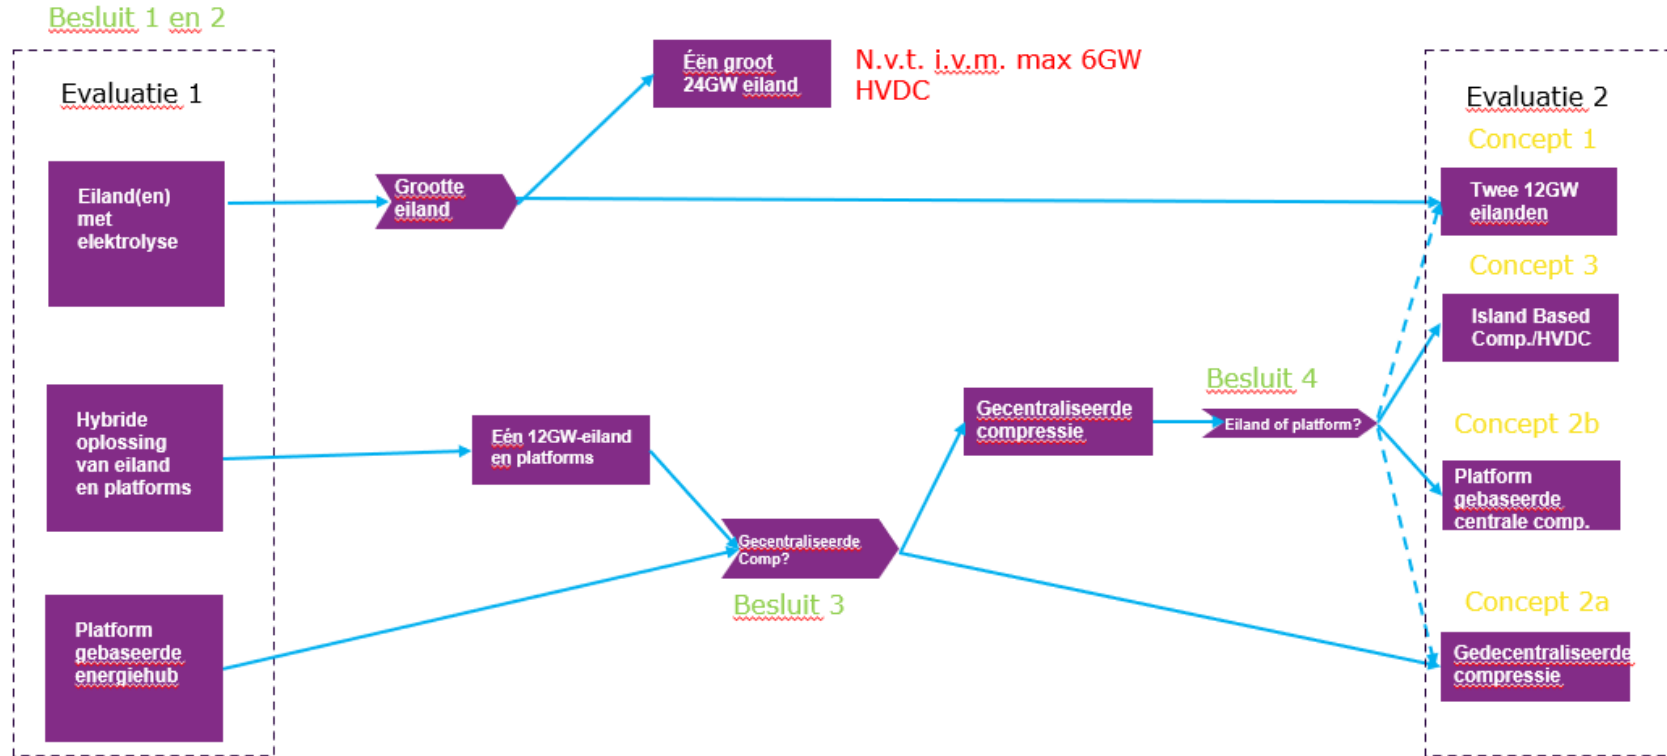 Besluit 1 en 2
Evaluatie 1
Eiland(en)
met
elektrolyse
Hybride
oplossing
van eiland
en platforms
Platform
gebaseerde
energiehub
Grootte
eiland
Éën groot
24GW eiland
N.v.t. i.v.m. max 6GW
HVDC
Eén 12GW-eiland
en platforms
Gecentraliseerde
Comp?
Besluit 3
Gecentraliseerde
compressie
Besluit 4
Eiland of platform?
Evaluatie 2
Concept 1
Twee 12GW
eilanden
Concept 3
Island Based
Comp./HVDC
Concept 2b
Platform
gebaseerde
centrale comp.
Concept 2a
Gedecentraliseerde
compressie